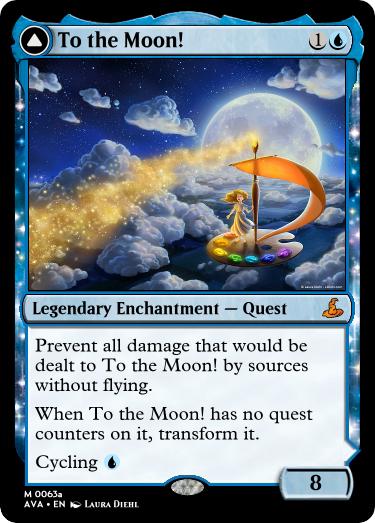 To the Moon! 1
Legendary Enchantment — Quest
Prevent all damage that would be
dealt to To the Moon! by sources
without flying.
When To the Moon! has no quest
counters on it, transform it.
Cycling
8
M 0063a
AVA • EN LAURA DIEHL